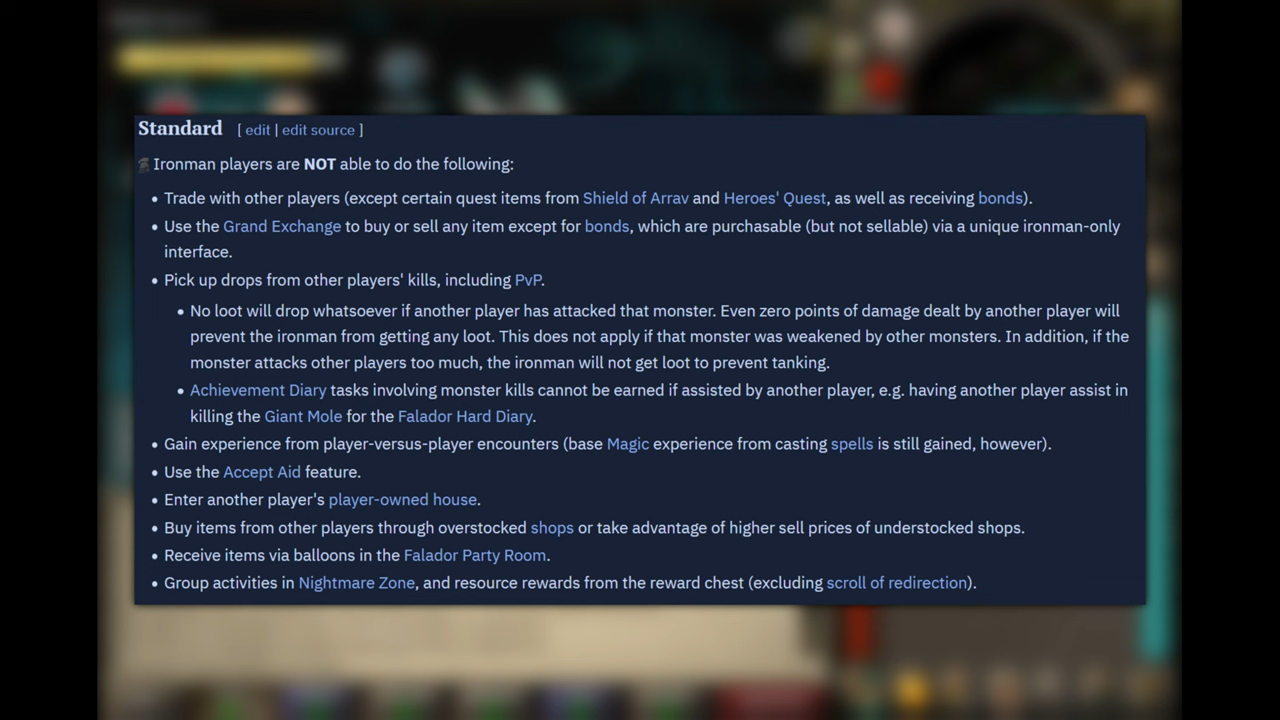 Standard [ edit | edit source ]
Ironman players are NOT able to do the following:
• Trade with other players (except certain quest items from Shield of Arrav and Heroes' Quest, as well as receiving bonds).
• Use the Grand Exchange to buy or sell any item except for bonds, which are purchasable (but not sellable) via a unique ironman-only
interface.
• Pick up drops from other players' kills, including PvP.
• No loot will drop whatsoever if another player has attacked that monster. Even zero points of damage dealt by another player will
prevent the ironman from getting any loot. This does not apply if that monster was weakened by other monsters. In addition, if the
monster attacks other players too much, the ironman will not get loot to prevent tanking.
• Achievement Diary tasks involving monster kills cannot be earned if assisted by another player, e.g. having another player assist in
killing the Giant Mole for the Falador Hard Diary.
• Gain experience from player-versus-player encounters (base Magic experience from casting spells is still gained, however).
• Use the Accept Aid feature.
• Enter another player's player-owned house.
• Buy items from other players through overstocked shops or take advantage of higher sell prices of understocked shops.
• Receive items via balloons in the Falador Party Room.
• Group activities in Nightmare Zone, and resource rewards from the reward chest (excluding scroll of redirection).